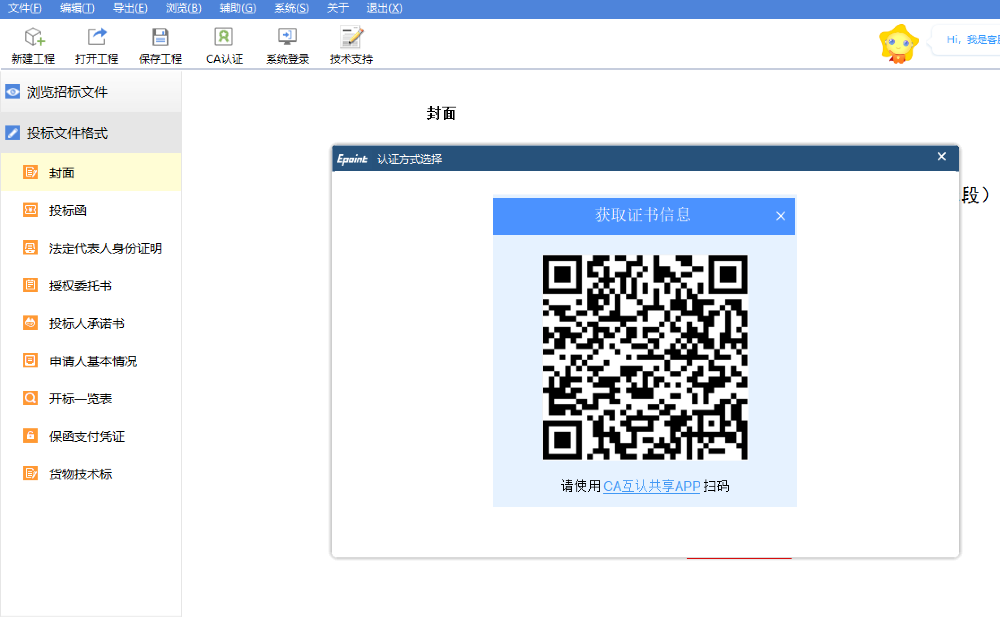 文件(F) 编辑(T) 导出(E) 浏览(B) 辅助(G) 系统(S) 关于 退出(X)
新建工程 打开工程 保存工程 CA认证 系统登录 技术支持
Hi，我是客
浏览招标文件
投标文件格式
封面
投标函
法定代表人身份证明
授权委托书
投标人承诺书
申请人基本情况
开标一览表
保函支付凭证
货物技术标
封面
段）
Epoint 认证方式选择
获取证书信息
请使用 CA互认共享APP 扫码